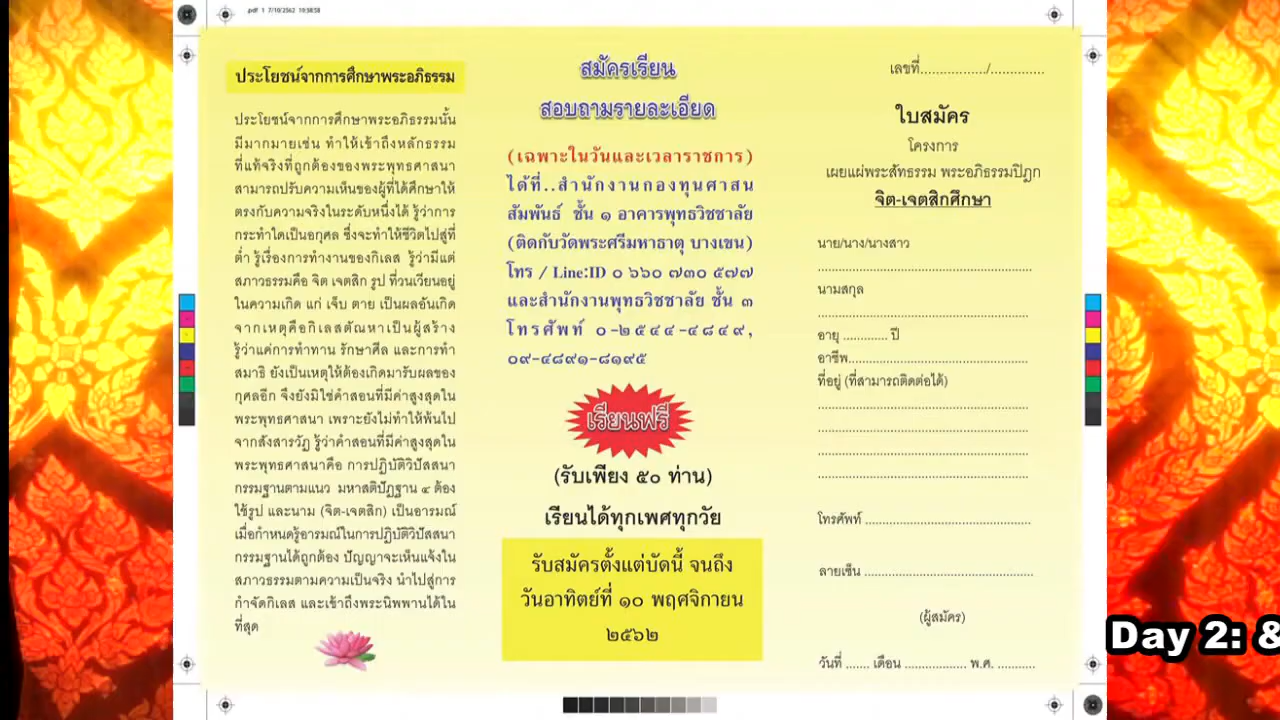 .pdf 1 7/10/2562 10:58:58
ประโยชน์จากการศึกษาพระอภิธรรม
ประโยชน์จากการศึกษาพระอภิธรรมนั้น
มีมากมายเช่น ทำให้เข้าถึงหลักธรรม
ที่แท้จริงที่ถูกต้องของพระพุทธศาสนา
สามารถปรับความเห็นของผู้ที่ได้ศึกษาให้
ตรงกับความจริงในระดับหนึ่งได้ รู้ว่าการ
กระทำใดเป็นอกุศล ซึ่งจะทำให้ชีวิตไปสู่ที่
ต่ำ รู้เรื่องการทำงานของกิเลส รู้ว่ามีแต่
สภาวธรรมคือ จิต เจตสิก รูป ที่วนเวียนอยู่
ในความเกิด แก่ เจ็บ ตาย เป็นผลอันเกิด
จากเหตุคือกิเลสตัณหาเป็นผู้สร้าง
รู้ว่าแค่การทำทาน รักษาศีล และการทำ
สมาธิ ยังเป็นเหตุให้ต้องเกิดมารับผลของ
กุศลอีก จึงยังมิใช่คำสอนที่มีค่าสูงสุดใน
พระพุทธศาสนา เพราะยังไม่ทำให้พ้นไป
จากสังสารวัฏ รู้ว่าคำสอนที่มีค่าสูงสุดใน
พระพุทธศาสนาคือ การปฏิบัติวิปัสสนา
กรรมฐานตามแนว มหาสติปัฏฐาน ๔ ต้อง
ใช้รูป และนาม (จิต-เจตสิก) เป็นอารมณ์
เมื่อกำหนดรู้อารมณ์ในการปฏิบัติวิปัสสนา
กรรมฐานได้ถูกต้อง ปัญญาจะเห็นแจ้งใน
สภาวธรรมตามความเป็นจริง นำไปสู่การ
กำจัดกิเลส และเข้าถึงพระนิพพานได้ใน
ที่สุด
สมัครเรียน
สอบถามรายละเอียด
(เฉพาะในวันและเวลาราชการ)
ได้ที่..สำนักงานกองทุนศาสน
สัมพันธ์ ชั้น ๑ อาคารพุทธวิชชาลัย
(ติดกับวัดพระศรีมหาธาตุ บางเขน)
โทร / Line:ID ๐ ๖๖๐ ๗๓๐ ๕๗๗
และสำนักงานพุทธวิชชาลัย ชั้น ๓
โทรศัพท์ ๐-๒๕๔๔-๔๘๔๙,
๐๙-๔๘๙๑-๘๑๙๕
เรียนฟรี
(รับเพียง ๕๐ ท่าน)
เรียนได้ทุกเพศทุกวัย
รับสมัครตั้งแต่บัดนี้ จนถึง
วันอาทิตย์ที่ ๑๐ พฤศจิกายน
๒๕๖๒
เลขที่................./.............
ใบสมัคร
โครงการ
เผยแผ่พระสัทธรรม พระอภิธรรมปิฎก
จิต-เจตสิกศึกษา
นาย/นาง/นางสาว
......................................................
นามสกุล
......................................................
อายุ ............ ปี
อาชีพ..............................................
ที่อยู่ (ที่สามารถติดต่อได้)
......................................................
......................................................
......................................................
......................................................
โทรศัพท์ ..........................................
ลายเซ็น ...........................................
(ผู้สมัคร)
วันที่ ....... เดือน ................ พ.ศ. ..........
Day 2: &